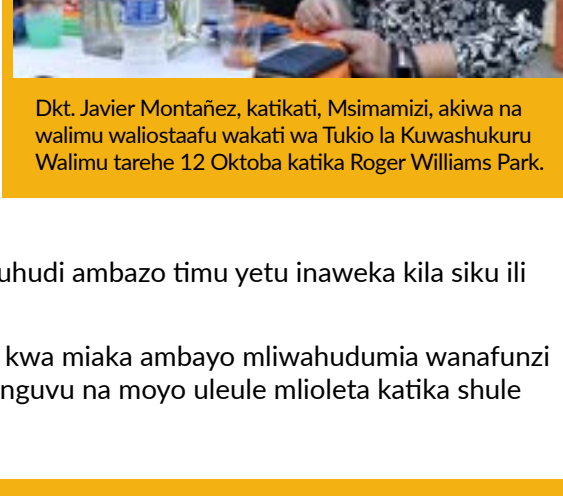 Dkt. Javier Montañez, katikati, Msimamizi, akiwa na
walimu waliostaafu wakati wa Tukio la Kuwashukuru
Walimu tarehe 12 Oktoba katika Roger Williams Park.
ambazo timu yetu inaweka kila siku ili
kwa miaka ambayo mliwahudumia wanafunzi
nguvu na moyo uleule mlioleta katika shule